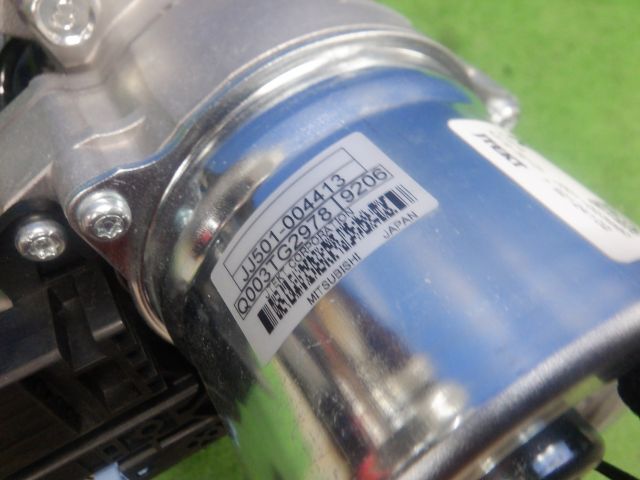 JJ501-004413
Q003TG2978 9206
JTEKT CORPORATION
MITSUBISHI JAPAN
JTEKT